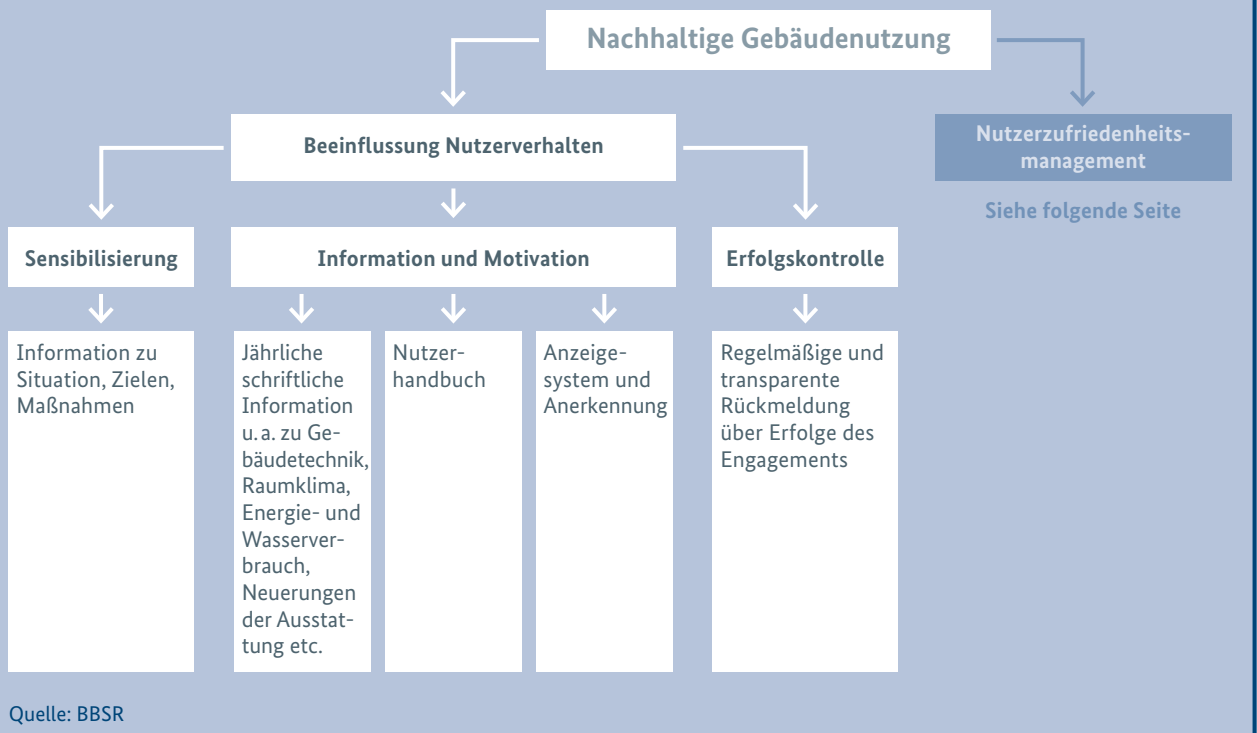 Nachhaltige Gebäudenutzung
Beeinflussung Nutzerverhalten
Nutzerzufriedenheits-
management
Siehe folgende Seite
Sensibilisierung
Information und Motivation
Erfolgskontrolle
Information zu
Situation, Zielen,
Maßnahmen
Jährliche
schriftliche
Information
u. a. zu Ge-
bäudetechnik,
Raumklima,
Energie- und
Wasserver-
brauch,
Neuerungen
der Ausstat-
tung etc.
Nutzer-
handbuch
Anzeige-
system und
Anerkennung
Regelmäßige und
transparente
Rückmeldung
über Erfolge des
Engagements
Quelle: BBSR